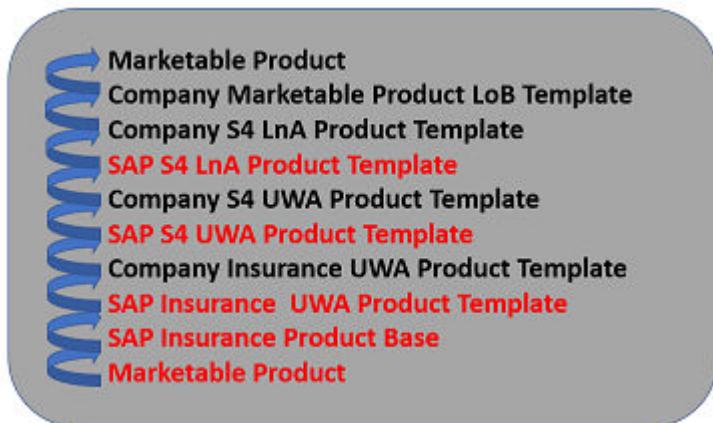 Marketable Product
Company Marketable Product LoB Template
Company S4 LnA Product Template
SAP S4 LnA Product Template
Company S4 UWA Product Template
SAP S4 UWA Product Template
Company Insurance UWA Product Template
SAP Insurance  UWA Product Template
SAP Insurance Product Base
Marketable Product